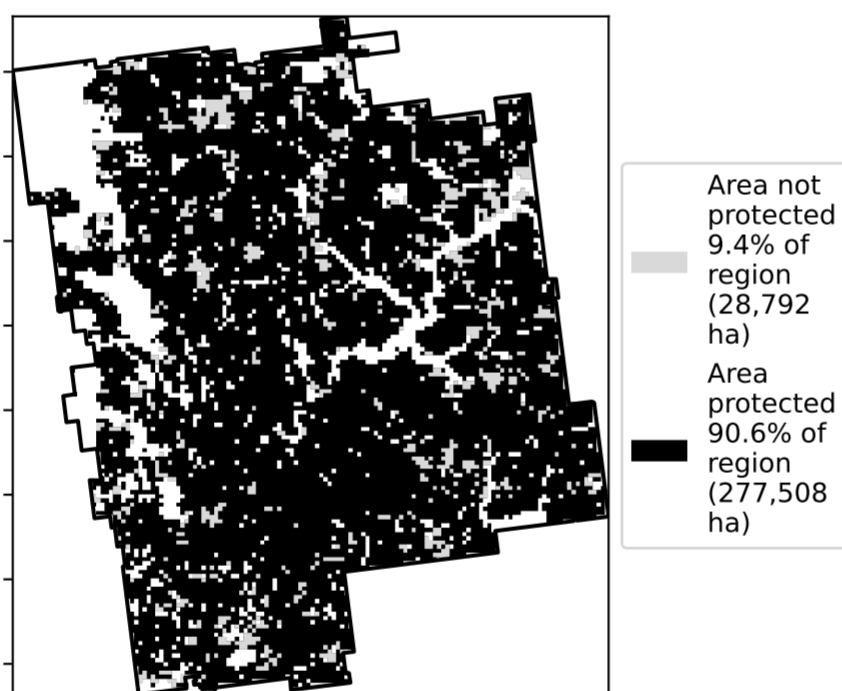 Area not
protected
9.4% of
region
(28,792
ha)
Area
protected
90.6% of
region
(277,508
ha)